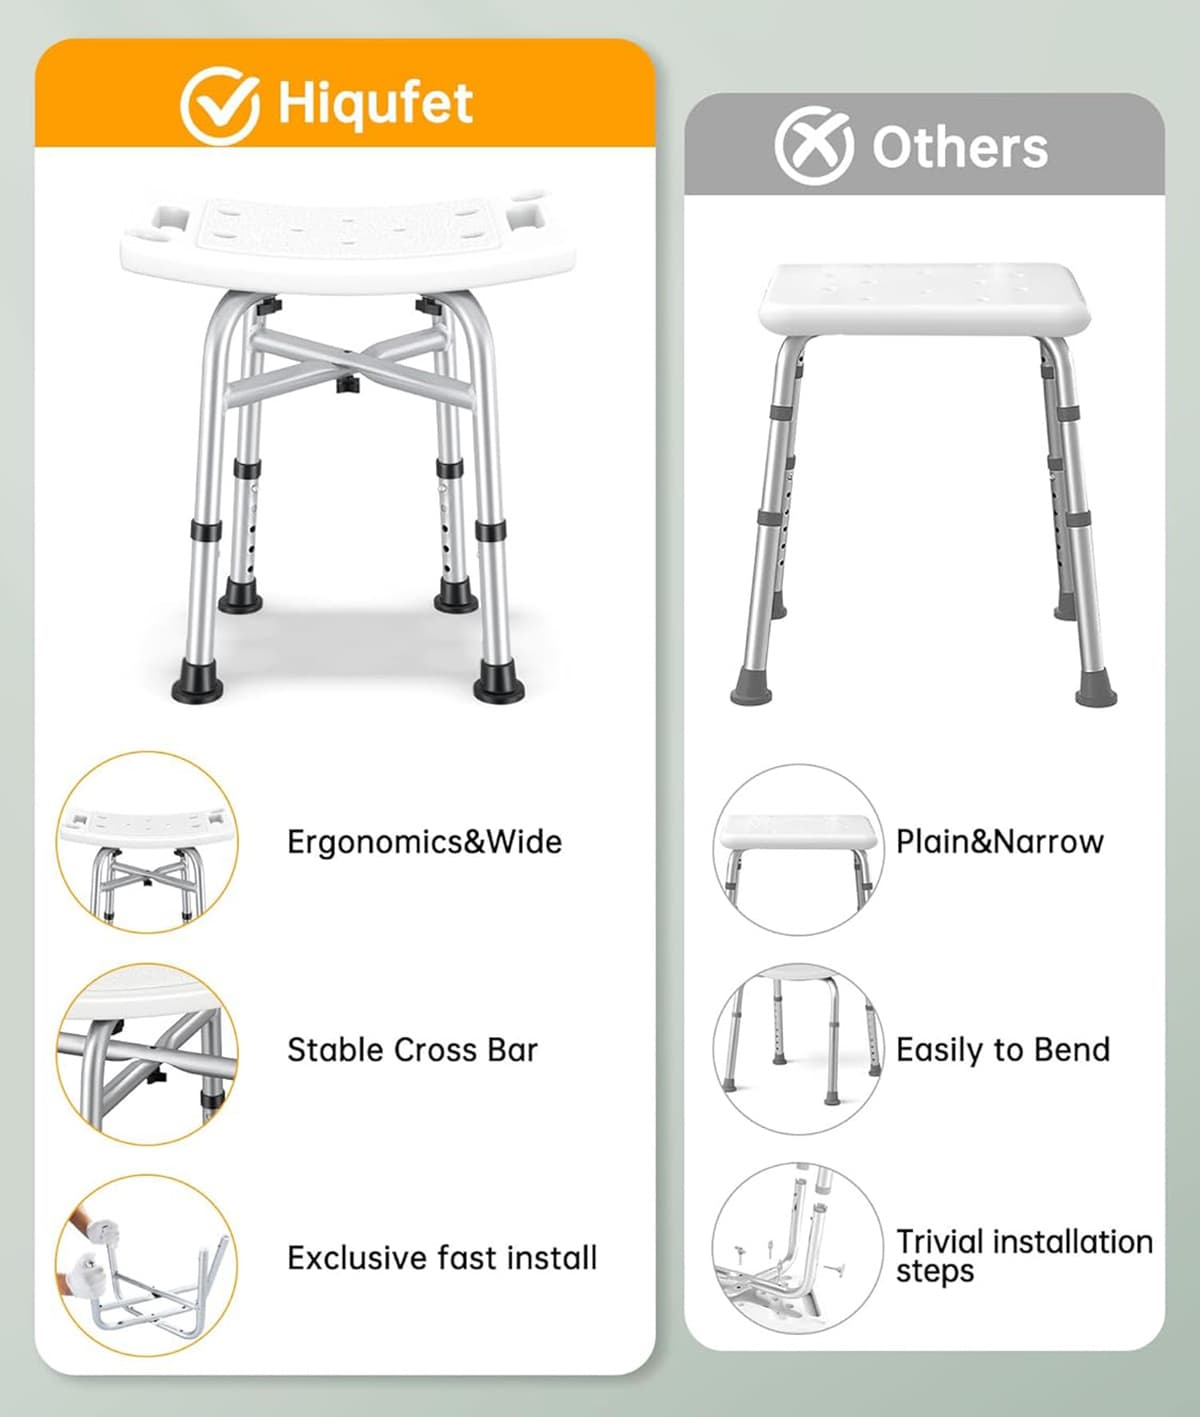 Hiqufet
Others
Ergonomics&Wide
Plain&Narrow
Stable Cross Bar
Easily to Bend
Exclusive fast install
Trivial installation
steps